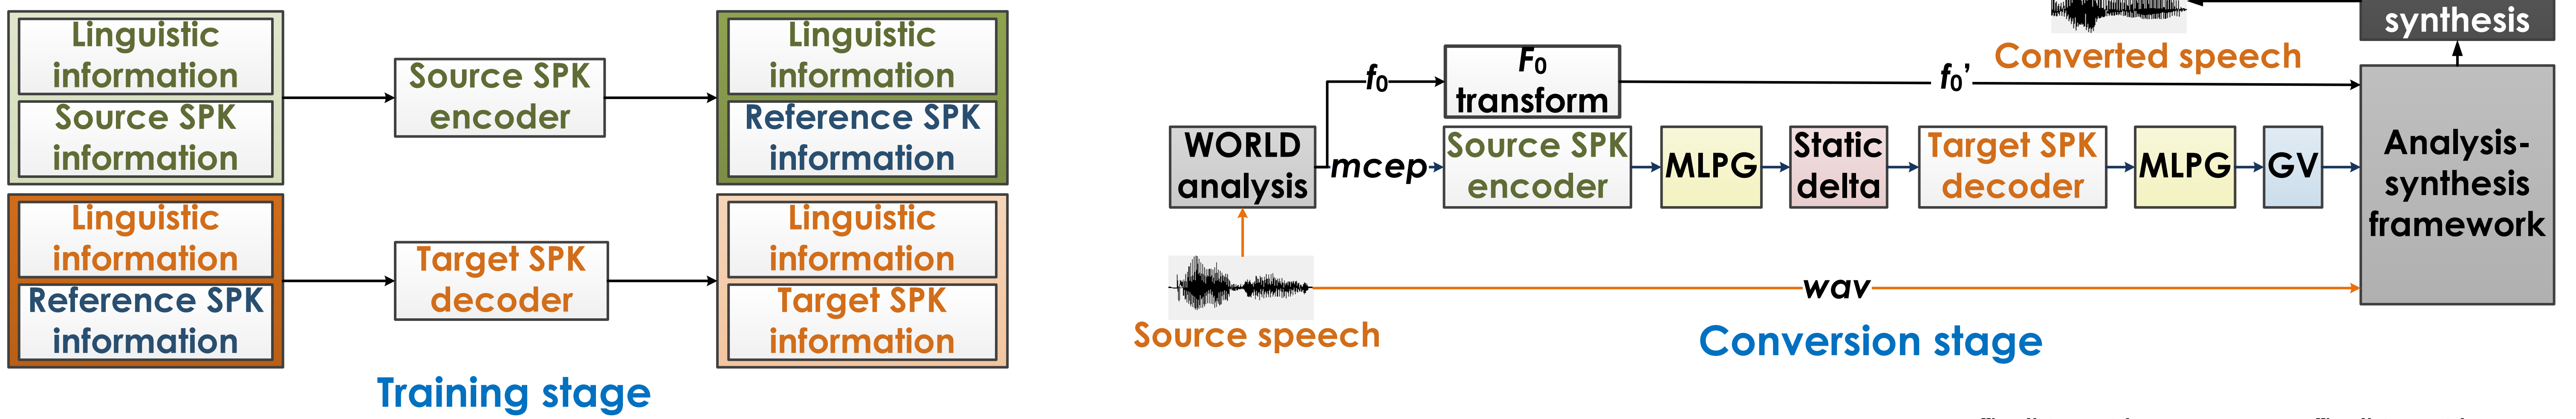 Linguistic
information
Source SPK
information
Source SPK
encoder
Linguistic
information
Reference SPK
information
Linguistic
information
Reference SPK
information
Target SPK
decoder
Linguistic
information
Target SPK
information
Training stage
synthesis
Converted speech
f0
F0
transform
f0’
WORLD
analysis
mcep
Source SPK
encoder
MLPG
Static
delta
Target SPK
decoder
MLPG
GV
Analysis-
synthesis
framework
wav
Source speech
Conversion stage